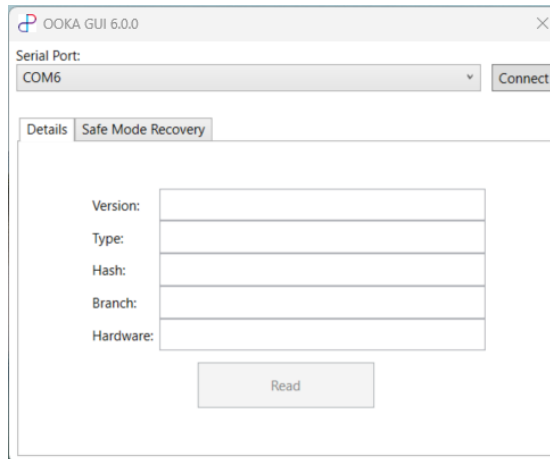 OOKA GUI 6.0.0
Serial Port:
COM6
Connect
Details Safe Mode Recovery
Version:
Type:
Hash:
Branch:
Hardware:
Read